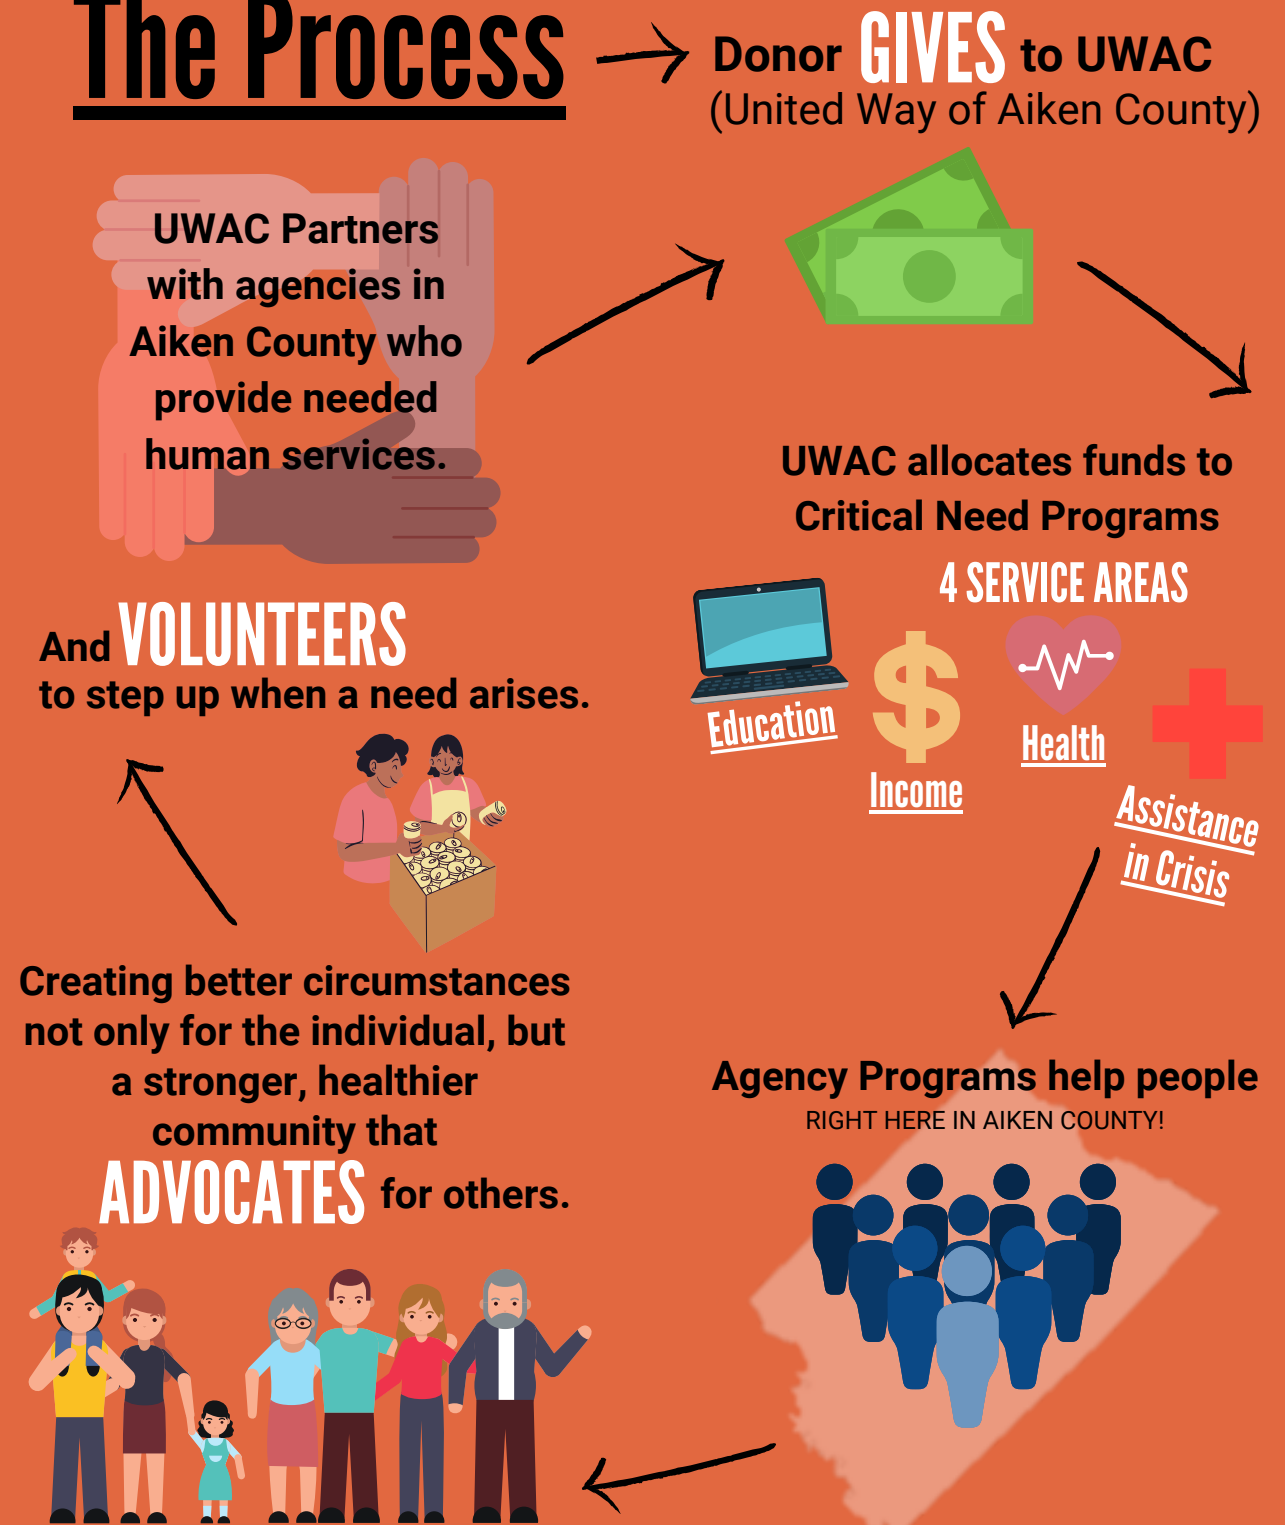 The Process
Donor GIVES to UWAC
(United Way of Aiken County)
UWAC allocates funds to
Critical Need Programs
4 SERVICE AREAS
Education
Income
Health
Assistance
in Crisis
Agency Programs help people
RIGHT HERE IN AIKEN COUNTY!
Creating better circumstances
not only for the individual, but
a stronger, healthier
community that
ADVOCATES for others.
And VOLUNTEERS
to step up when a need arises.
UWAC Partners
with agencies in
Aiken County who
provide needed
human services.